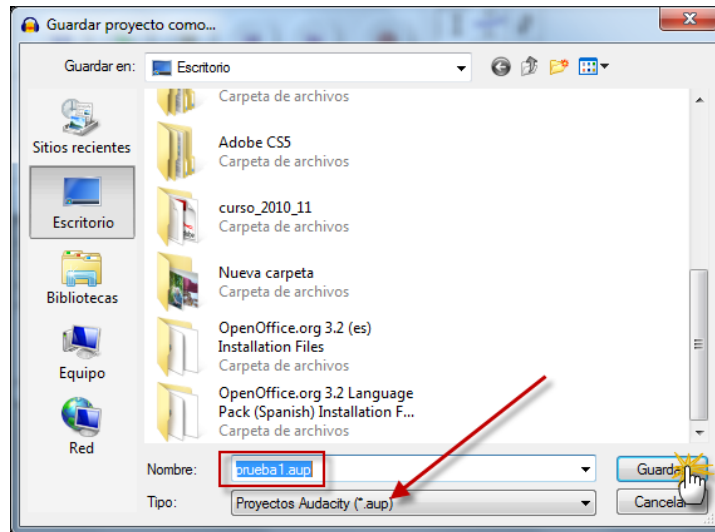 Guardar proyecto como...
Guardar en:
Escritorio
Carpeta de archivos
Adobe CS5
Carpeta de archivos
curso_2010_11
Carpeta de archivos
Nueva carpeta
Carpeta de archivos
OpenOffice.org 3.2 (es)
Installation Files
Carpeta de archivos
OpenOffice.org 3.2 Language
Pack (Spanish) Installation F...
Carpeta de archivos
Sitios recientes
Escritorio
Bibliotecas
Equipo
Red
Nombre:
prueba1.aup
Guardar
Tipo:
Proyectos Audacity (*.aup)
Cancelar